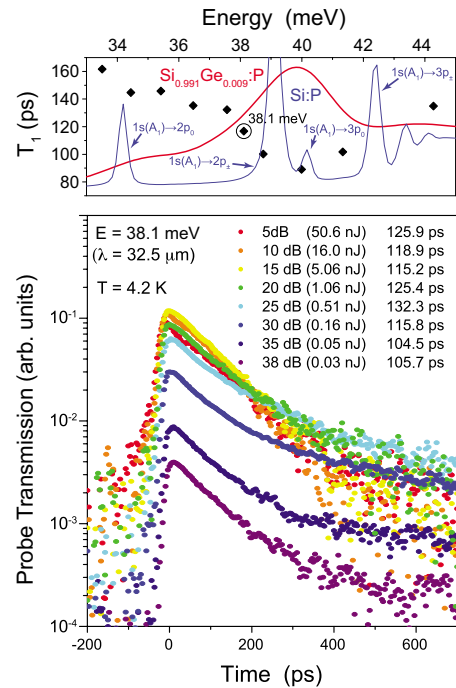 Energy (meV)
34 36 38 40 42 44
160
140
120
100
80
T₁ (ps)
Si₀.₉₉₁Ge₀.₀₀₉:P
Si:P
1s(A₁)→3p±
1s(A₁)→2p₀
38.1 meV
1s(A₁)→2p±
1s(A₁)→3p₀
E = 38.1 meV
(λ = 32.5 μm)
T = 4.2 K
5dB (50.6 nJ) 125.9 ps
10 dB (16.0 nJ) 118.9 ps
15 dB (5.06 nJ) 115.2 ps
20 dB (1.06 nJ) 125.4 ps
25 dB (0.51 nJ) 132.3 ps
30 dB (0.16 nJ) 115.8 ps
35 dB (0.05 nJ) 104.5 ps
38 dB (0.03 nJ) 105.7 ps
Probe Transmission (arb. units)
10⁻¹
10⁻²
10⁻³
10⁻⁴
-200 0 200 400 600
Time (ps)